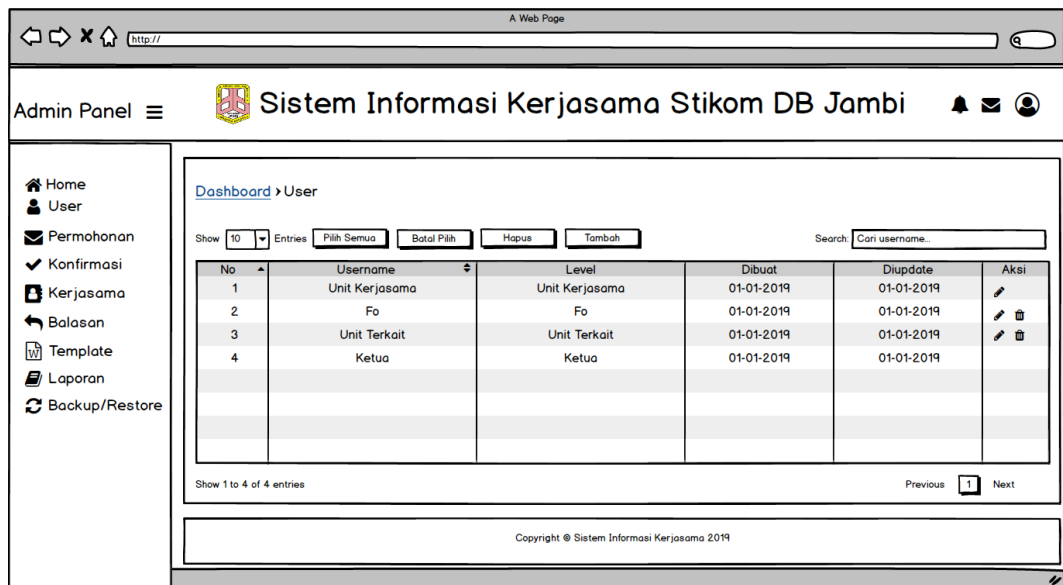 A Web Page
http://
Admin Panel
Sistem Informasi Kerjasama Stikom DB Jambi
Home
User
Permohonan
Konfirmasi
Kerjasama
Balasan
Template
Laporan
Backup/Restore
Dashboard › User
Show 10 Entries Pilih Semua Batal Pilih Hapus Tambah Search: Cari username...
No Username Level Dibuat Diupdate Aksi
1 Unit Kerjasama Unit Kerjasama 01-01-2019 01-01-2019
2 Fo Fo 01-01-2019 01-01-2019
3 Unit Terkait Unit Terkait 01-01-2019 01-01-2019
4 Ketua Ketua 01-01-2019 01-01-2019
Show 1 to 4 of 4 entries Previous 1 Next
Copyright © Sistem Informasi Kerjasama 2019